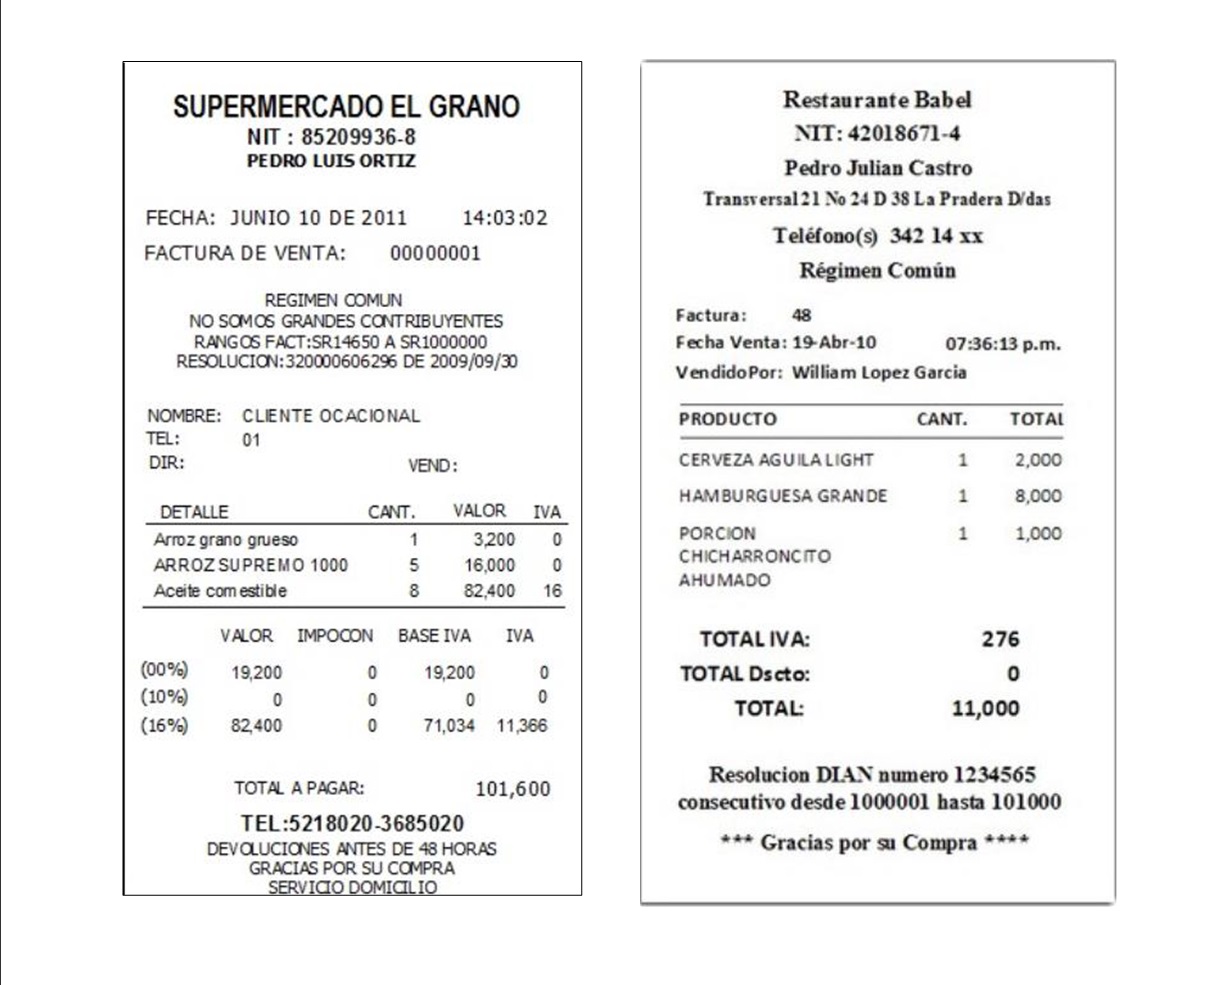 SUPERMERCADO EL GRANO
NIT : 85209936-8
PEDRO LUIS ORTIZ
FECHA: JUNIO 10 DE 2011 14:03:02
FACTURA DE VENTA: 00000001
REGIMEN COMUN
NO SOMOS GRANDES CONTRIBUYENTES
RANGOS FACT:SR14650 A SR1000000
RESOLUCION:320000606296 DE 2009/09/30
NOMBRE: CLIENTE OCACIONAL
TEL: 01
DIR: VEND:
DETALLE CANT. VALOR IVA
Arroz grano grueso 1 3,200 0
ARROZ SUPREMO 1000 5 16,000 0
Aceite comestible 8 82,400 16
VALOR IMPOCON BASE IVA IVA
(00%) 19,200 0 19,200 0
(10%) 0 0 0 0
(16%) 82,400 0 71,034 11,366
TOTAL A PAGAR: 101,600
TEL:5218020-3685020
DEVOLUCIONES ANTES DE 48 HORAS
GRACIAS POR SU COMPRA
SERVICIO DOMICILIO
Restaurante Babel
NIT: 42018671-4
Pedro Julian Castro
Transversal 21 No 24 D 38 La Pradera D/das
Teléfono(s) 342 14 xx
Régimen Común
Factura: 48
Fecha Venta: 19-Abr-10 07:36:13 p.m.
Vendido Por: William Lopez Garcia
PRODUCTO CANT. TOTAL
CERVEZA AGUILA LIGHT 1 2,000
HAMBURGUESA GRANDE 1 8,000
PORCION 1 1,000
CHICHARRONCITO
AHUMADO
TOTAL IVA: 276
TOTAL Dscto: 0
TOTAL: 11,000
Resolucion DIAN numero 1234565
consecutivo desde 1000001 hasta 101000
*** Gracias por su Compra ****